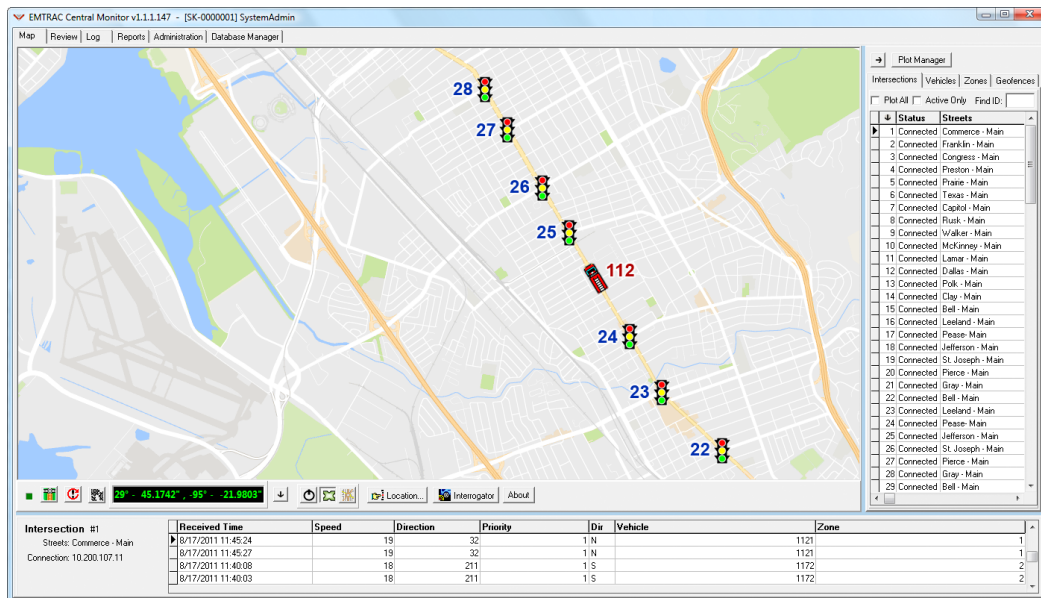 EMTRAC Central Monitor v1.1.1.147 - [SK-0000001] SystemAdmin
Map Review Log Reports Administration Database Manager
28
27
26
25
112
24
23
22
Plot Manager
Intersections Vehicles Zones Geofences
Plot All Active Only Find ID:
Status Streets
1 Connected Commerce - Main
2 Connected Franklin - Main
3 Connected Congress - Main
4 Connected Preston - Main
5 Connected Prairie - Main
6 Connected Texas - Main
7 Connected Capitol - Main
8 Connected Rusk - Main
9 Connected Walker - Main
10 Connected McKinney - Main
11 Connected Lamar - Main
12 Connected Dallas - Main
13 Connected Polk - Main
14 Connected Clay - Main
15 Connected Bell - Main
16 Connected Leeland - Main
17 Connected Pease- Main
18 Connected Jefferson - Main
19 Connected St. Joseph - Main
20 Connected Pierce - Main
21 Connected Gray - Main
22 Connected Bell - Main
23 Connected Leeland - Main
24 Connected Pease- Main
25 Connected Jefferson - Main
26 Connected St. Joseph - Main
27 Connected Pierce - Main
28 Connected Gray - Main
29 Connected Bell - Main
29° - 45.1742" , -95° - -21.9803" Location... Interrogator About
Intersection #1
Streets: Commerce - Main
Connection: 10.200.107.11
Received Time Speed Direction Priority Dir Vehicle Zone
8/17/2011 11:45:24 19 32 1 N 1121 1
8/17/2011 11:45:27 19 32 1 N 1121 1
8/17/2011 11:40:08 18 211 1 S 1172 2
8/17/2011 11:40:03 18 211 1 S 1172 2